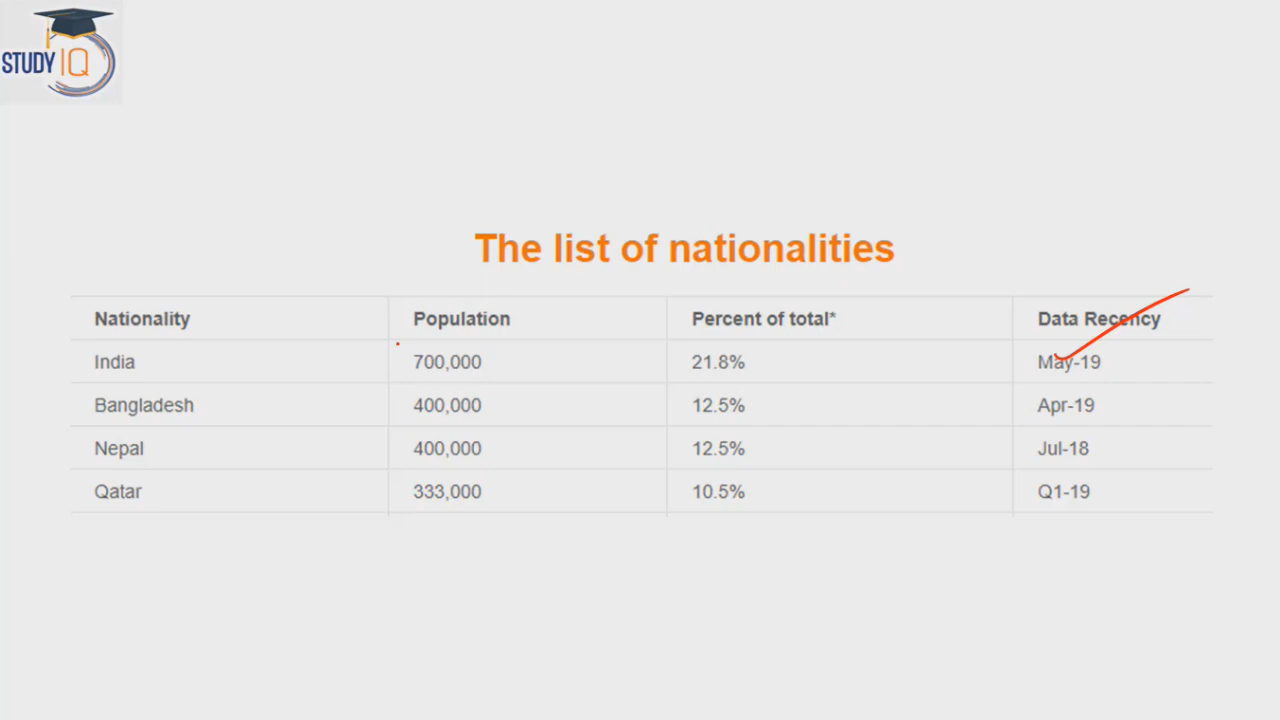 STUDY IQ
The list of nationalities
Nationality Population Percent of total* Data Recency
India 700,000 21.8% May-19
Bangladesh 400,000 12.5% Apr-19
Nepal 400,000 12.5% Jul-18
Qatar 333,000 10.5% Q1-19